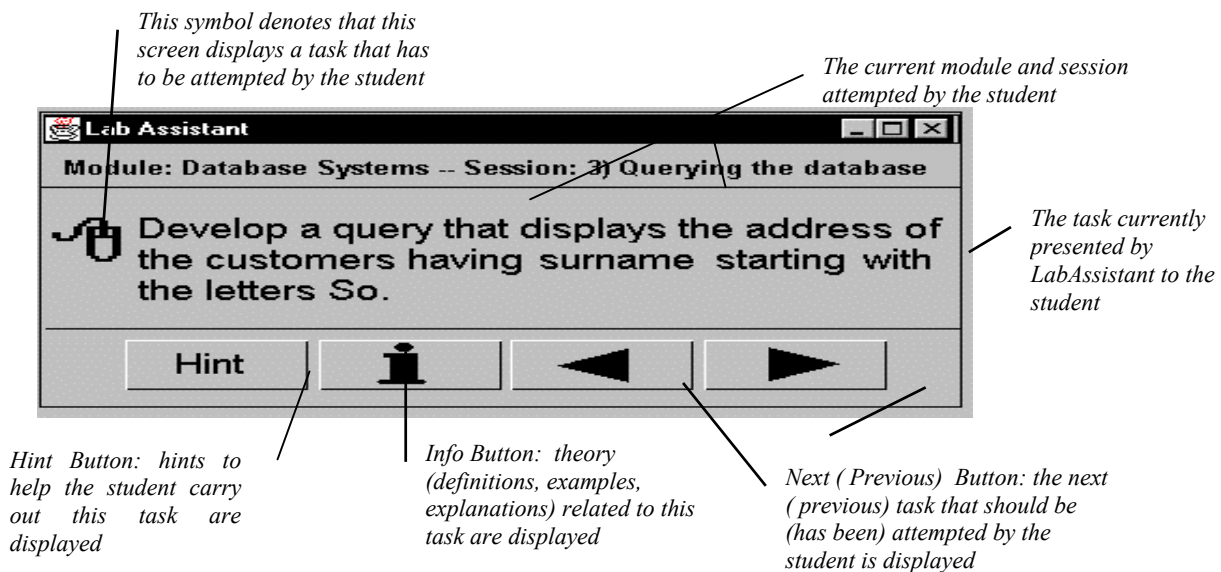 This symbol denotes that this
screen displays a task that has
to be attempted by the student
The current module and session
attempted by the student
Lab Assistant
Module: Database Systems -- Session: 3) Querying the database
Develop a query that displays the address of
the customers having surname starting with
the letters So.
The task currently
presented by
LabAssistant to the
student
Hint
Hint Button: hints to
help the student carry
out this task are
displayed
Info Button: theory
(definitions, examples,
explanations) related to this
task are displayed
Next ( Previous) Button: the next
( previous) task that should be
(has been) attempted by the
student is displayed